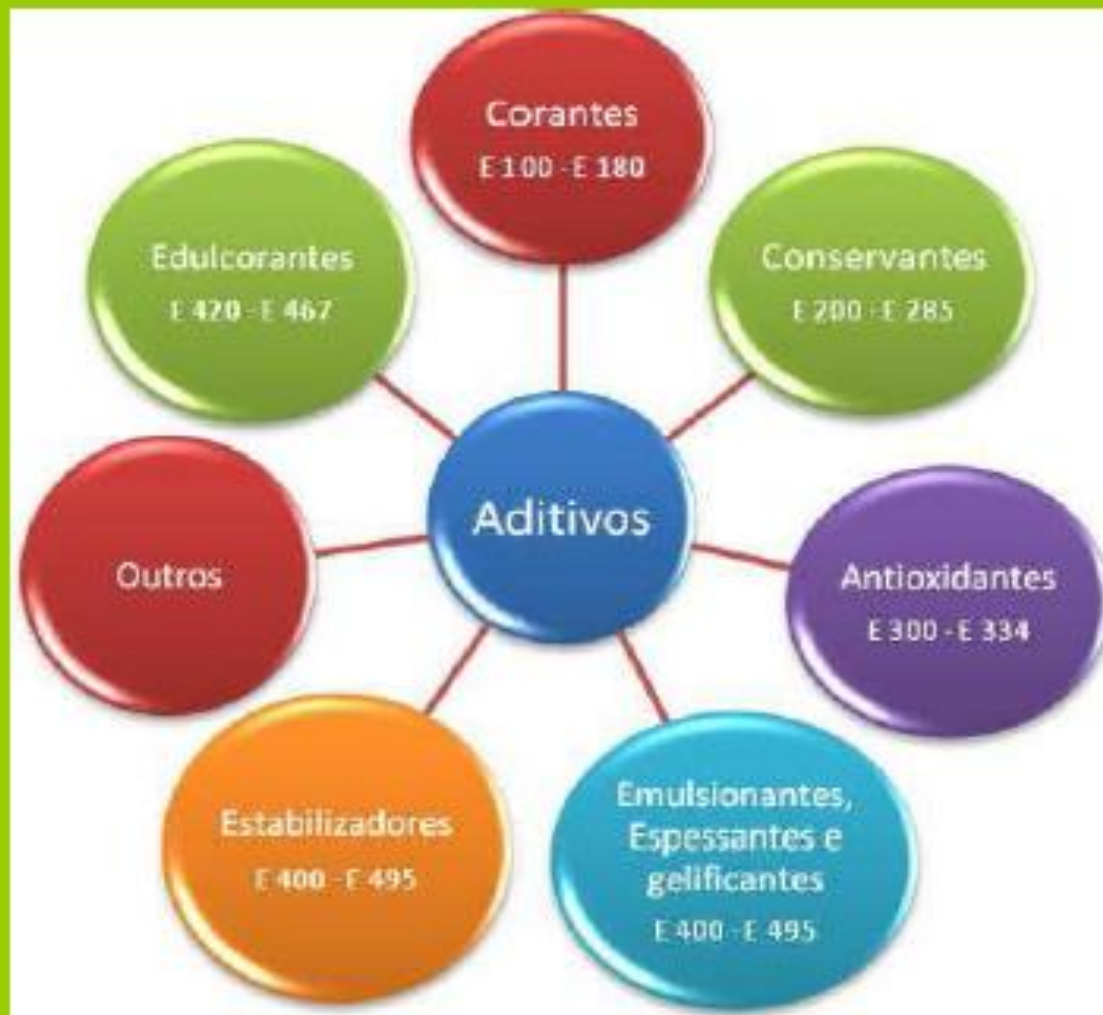 Corantes
E 100 - E 180
Conservantes
E 200 - E 285
Antioxidantes
E 300 - E 334
Emulsionantes,
Espessantes e
gelificantes
E 400 - E 495
Estabilizadores
E 400 - E 495
Outros
Edulcorantes
E 420 - E 467
Aditivos